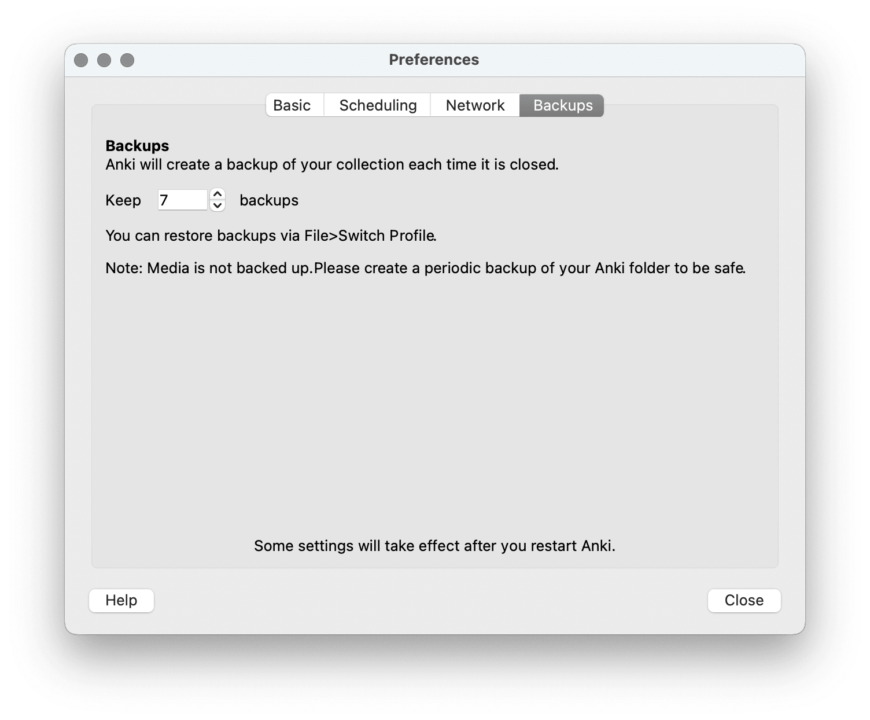 Preferences
Basic Scheduling Network Backups
Backups
Anki will create a backup of your collection each time it is closed.
Keep 7 backups
You can restore backups via File>Switch Profile.
Note: Media is not backed up.Please create a periodic backup of your Anki folder to be safe.
Some settings will take effect after you restart Anki.
Help Close